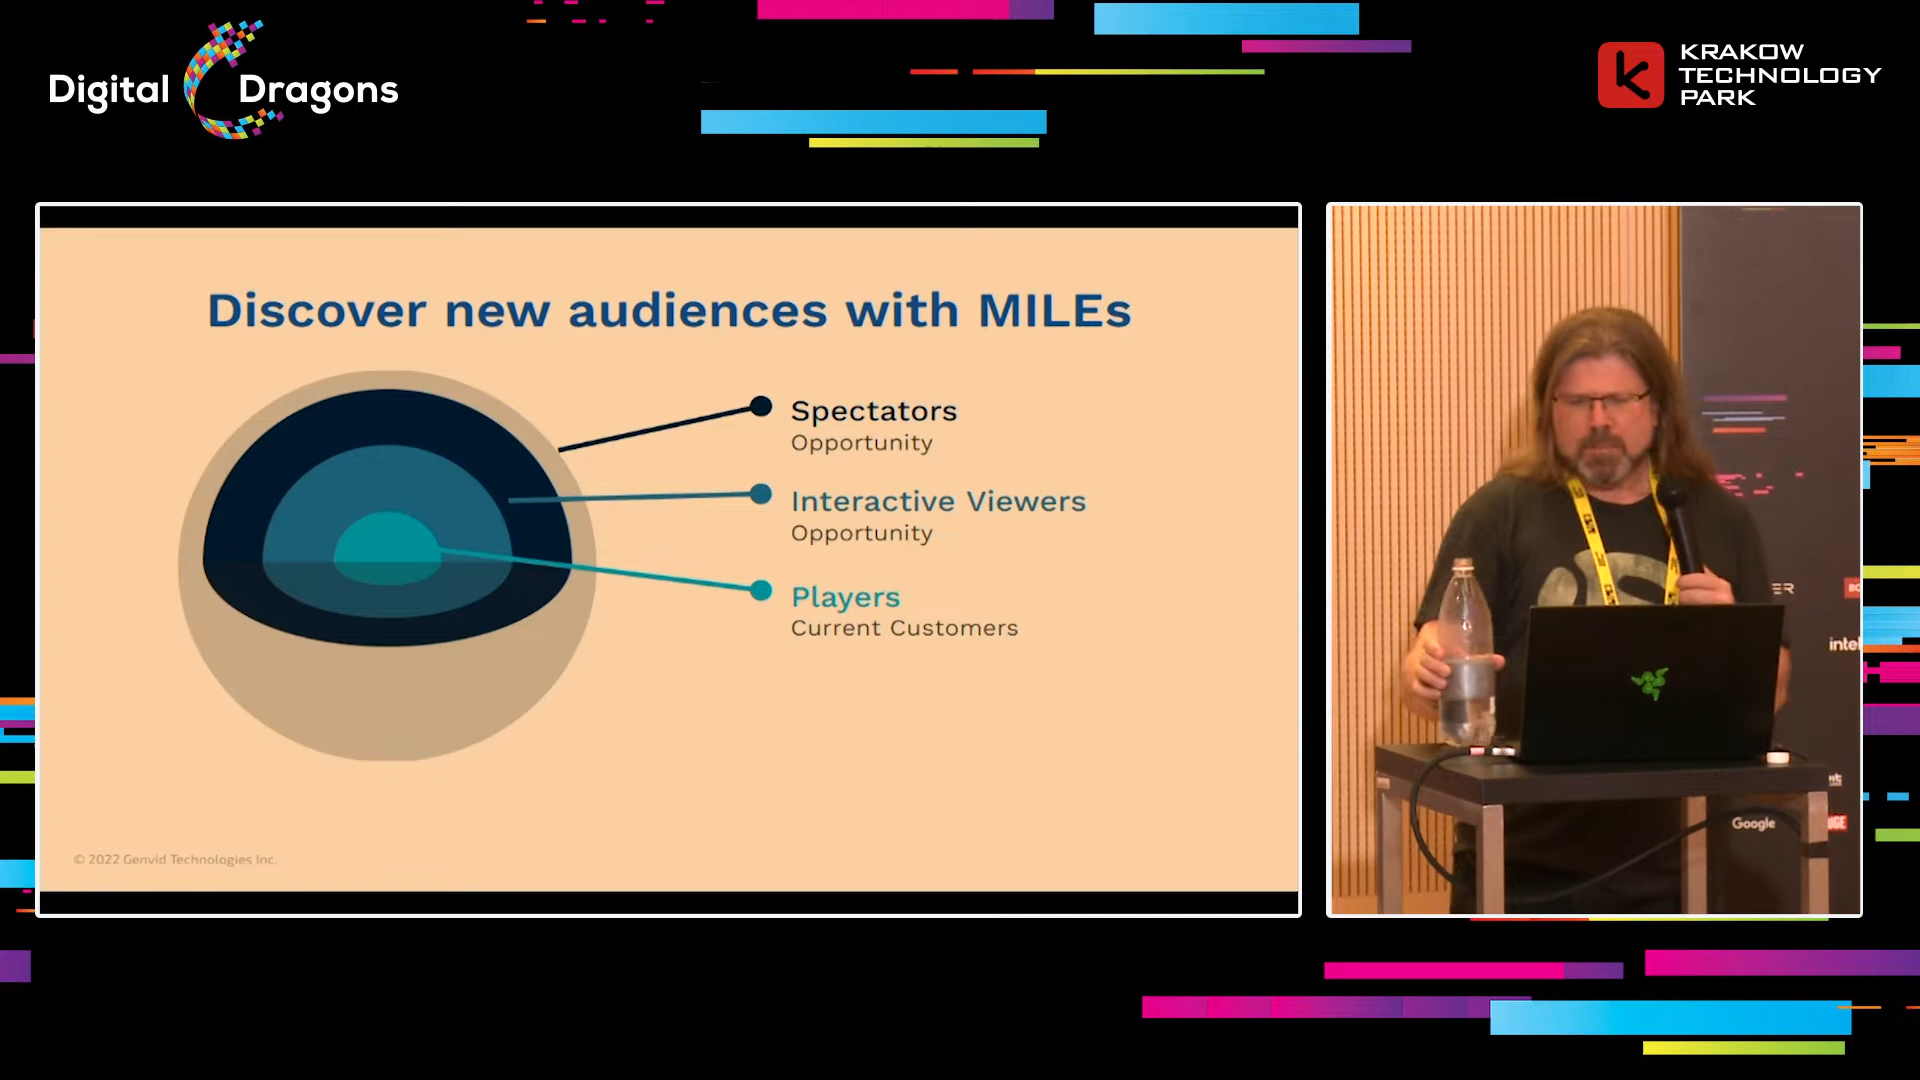 Digital Dragons
KRAKOW
TECHNOLOGY
PARK
Discover new audiences with MILEs
Spectators
Opportunity
Interactive Viewers
Opportunity
Players
Current Customers
© 2022 Genvid Technologies Inc.
intel
Google